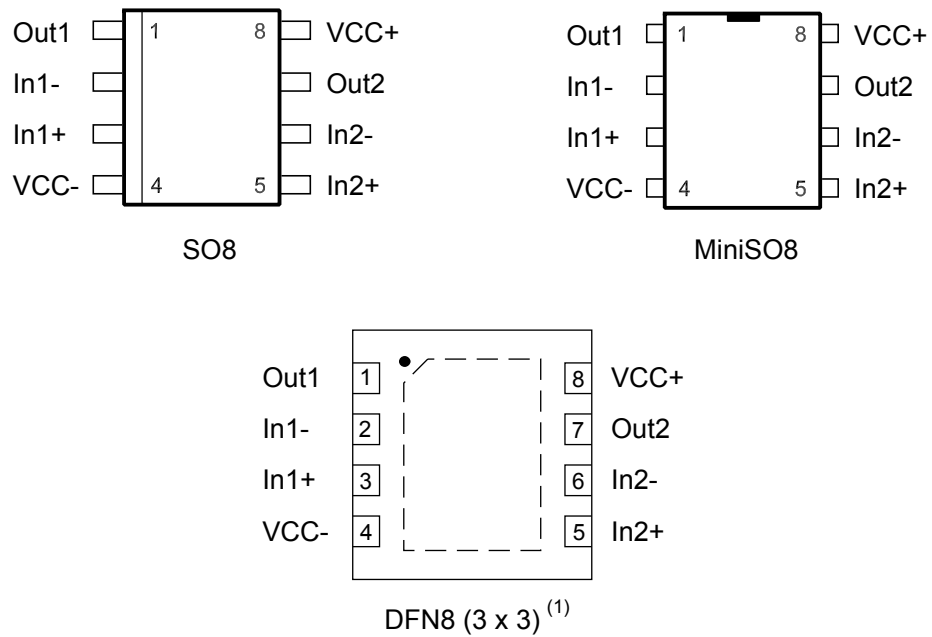 Out1 1 8 VCC+
In1- Out2
In1+ In2-
VCC- 4 5 In2+
SO8
Out1 1 8 VCC+
In1- Out2
In1+ In2-
VCC- 4 5 In2+
MiniSO8
Out1 1 8 VCC+
In1- 2 7 Out2
In1+ 3 6 In2-
VCC- 4 5 In2+
DFN8 (3 x 3) (1)